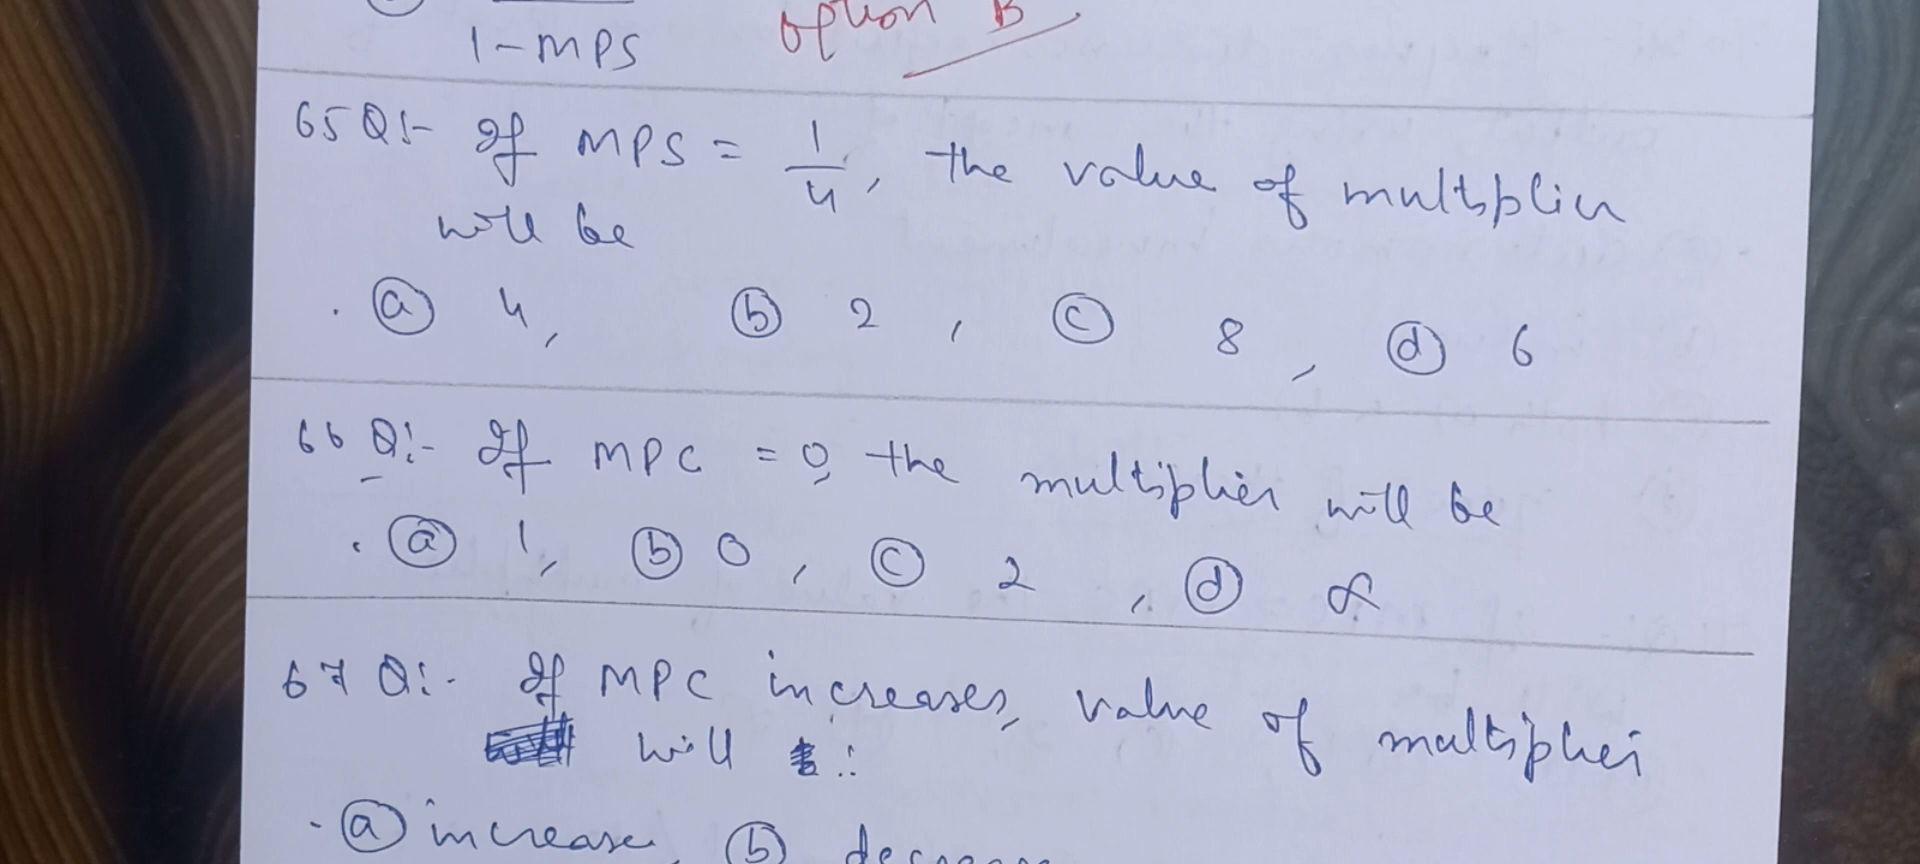 1-MPS option B
65 Q:- If MPS = 1/4, the value of multiplier
will be
. (a) 4, (b) 2, (c) 8, (d) 6
66 Q:- If MPC = 0, the multiplier will be
. (a) 1, (b) 0, (c) 2, (d) ∝
67 Q:- If MPC increases, value of multiplier
will :
. (a) increase, (b) decrease